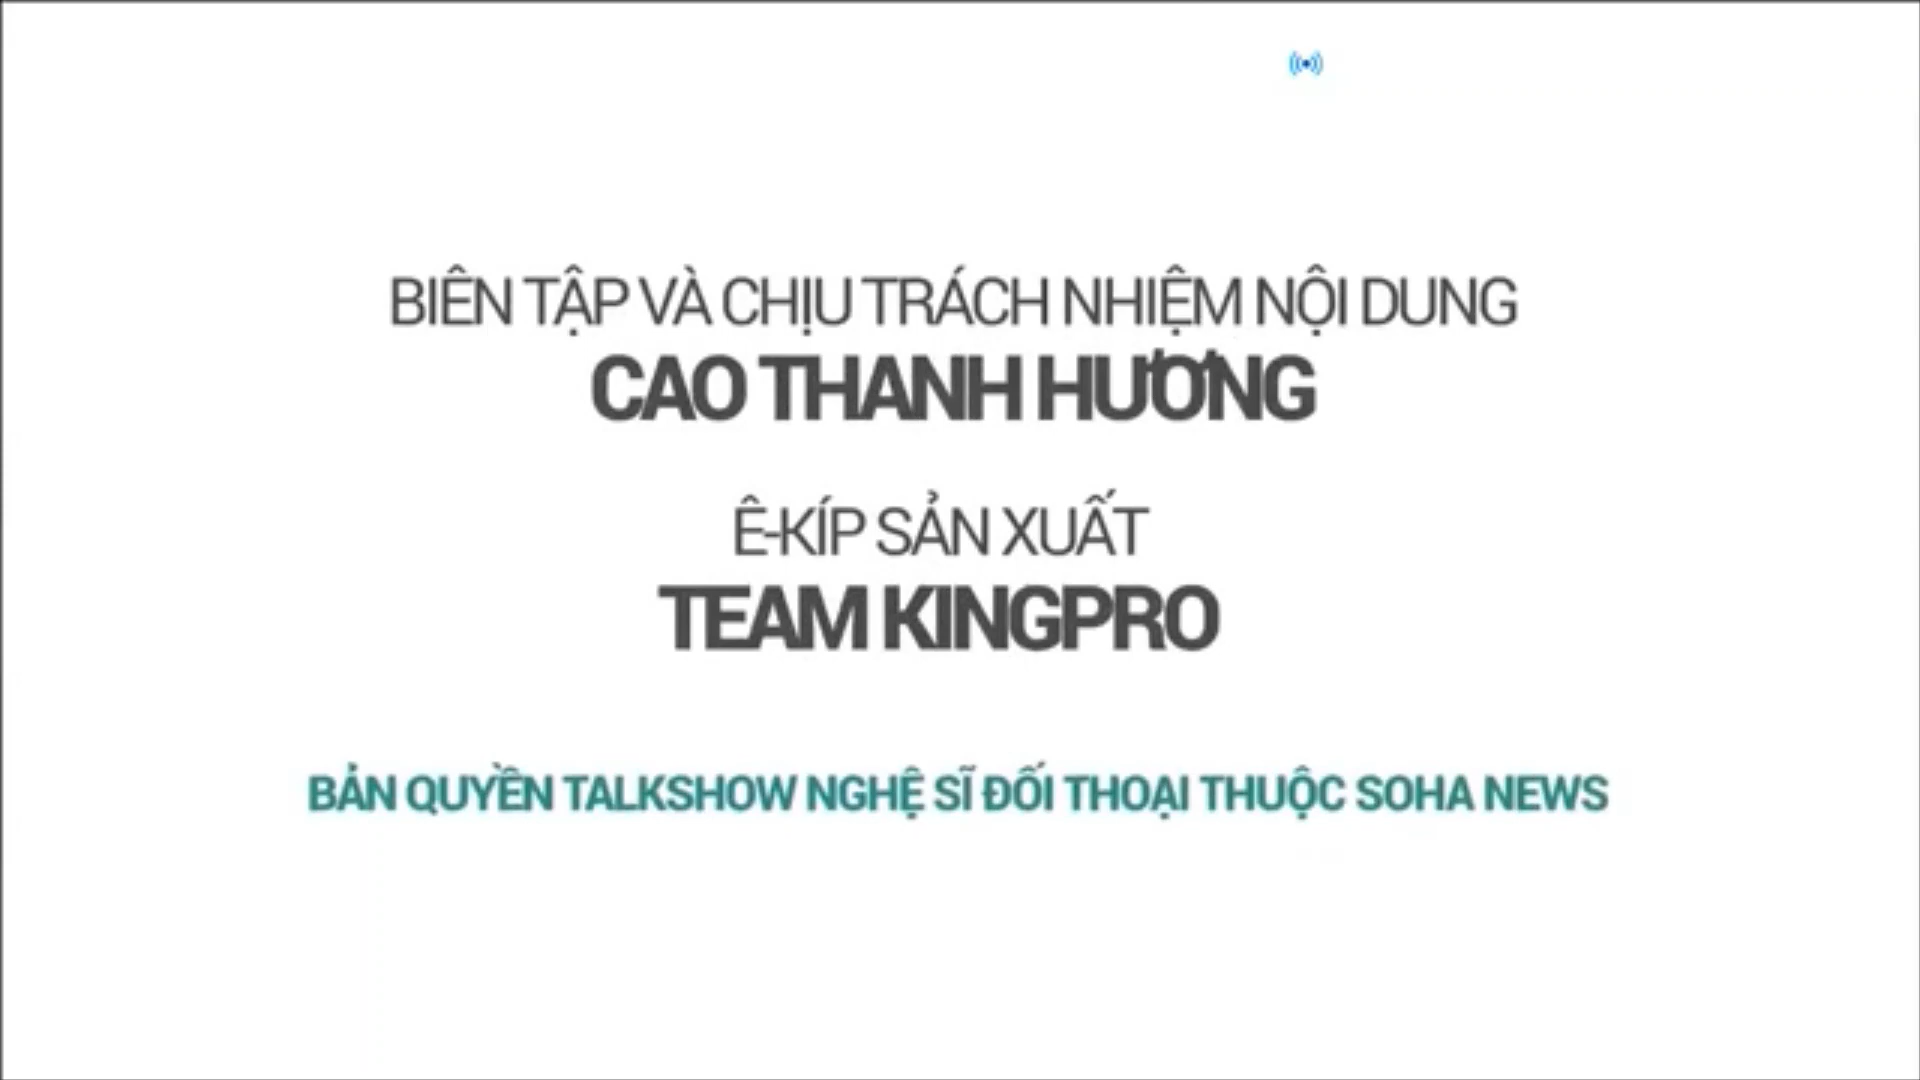 BIÊN TẬP VÀ CHỊU TRÁCH NHIỆM NỘI DUNG
CAO THANH HƯƠNG
Ê-KÍP SẢN XUẤT
TEAM KINGPRO
BẢN QUYỀN TALKSHOW NGHỆ SĨ ĐỐI THOẠI THUỘC SOHA NEWS